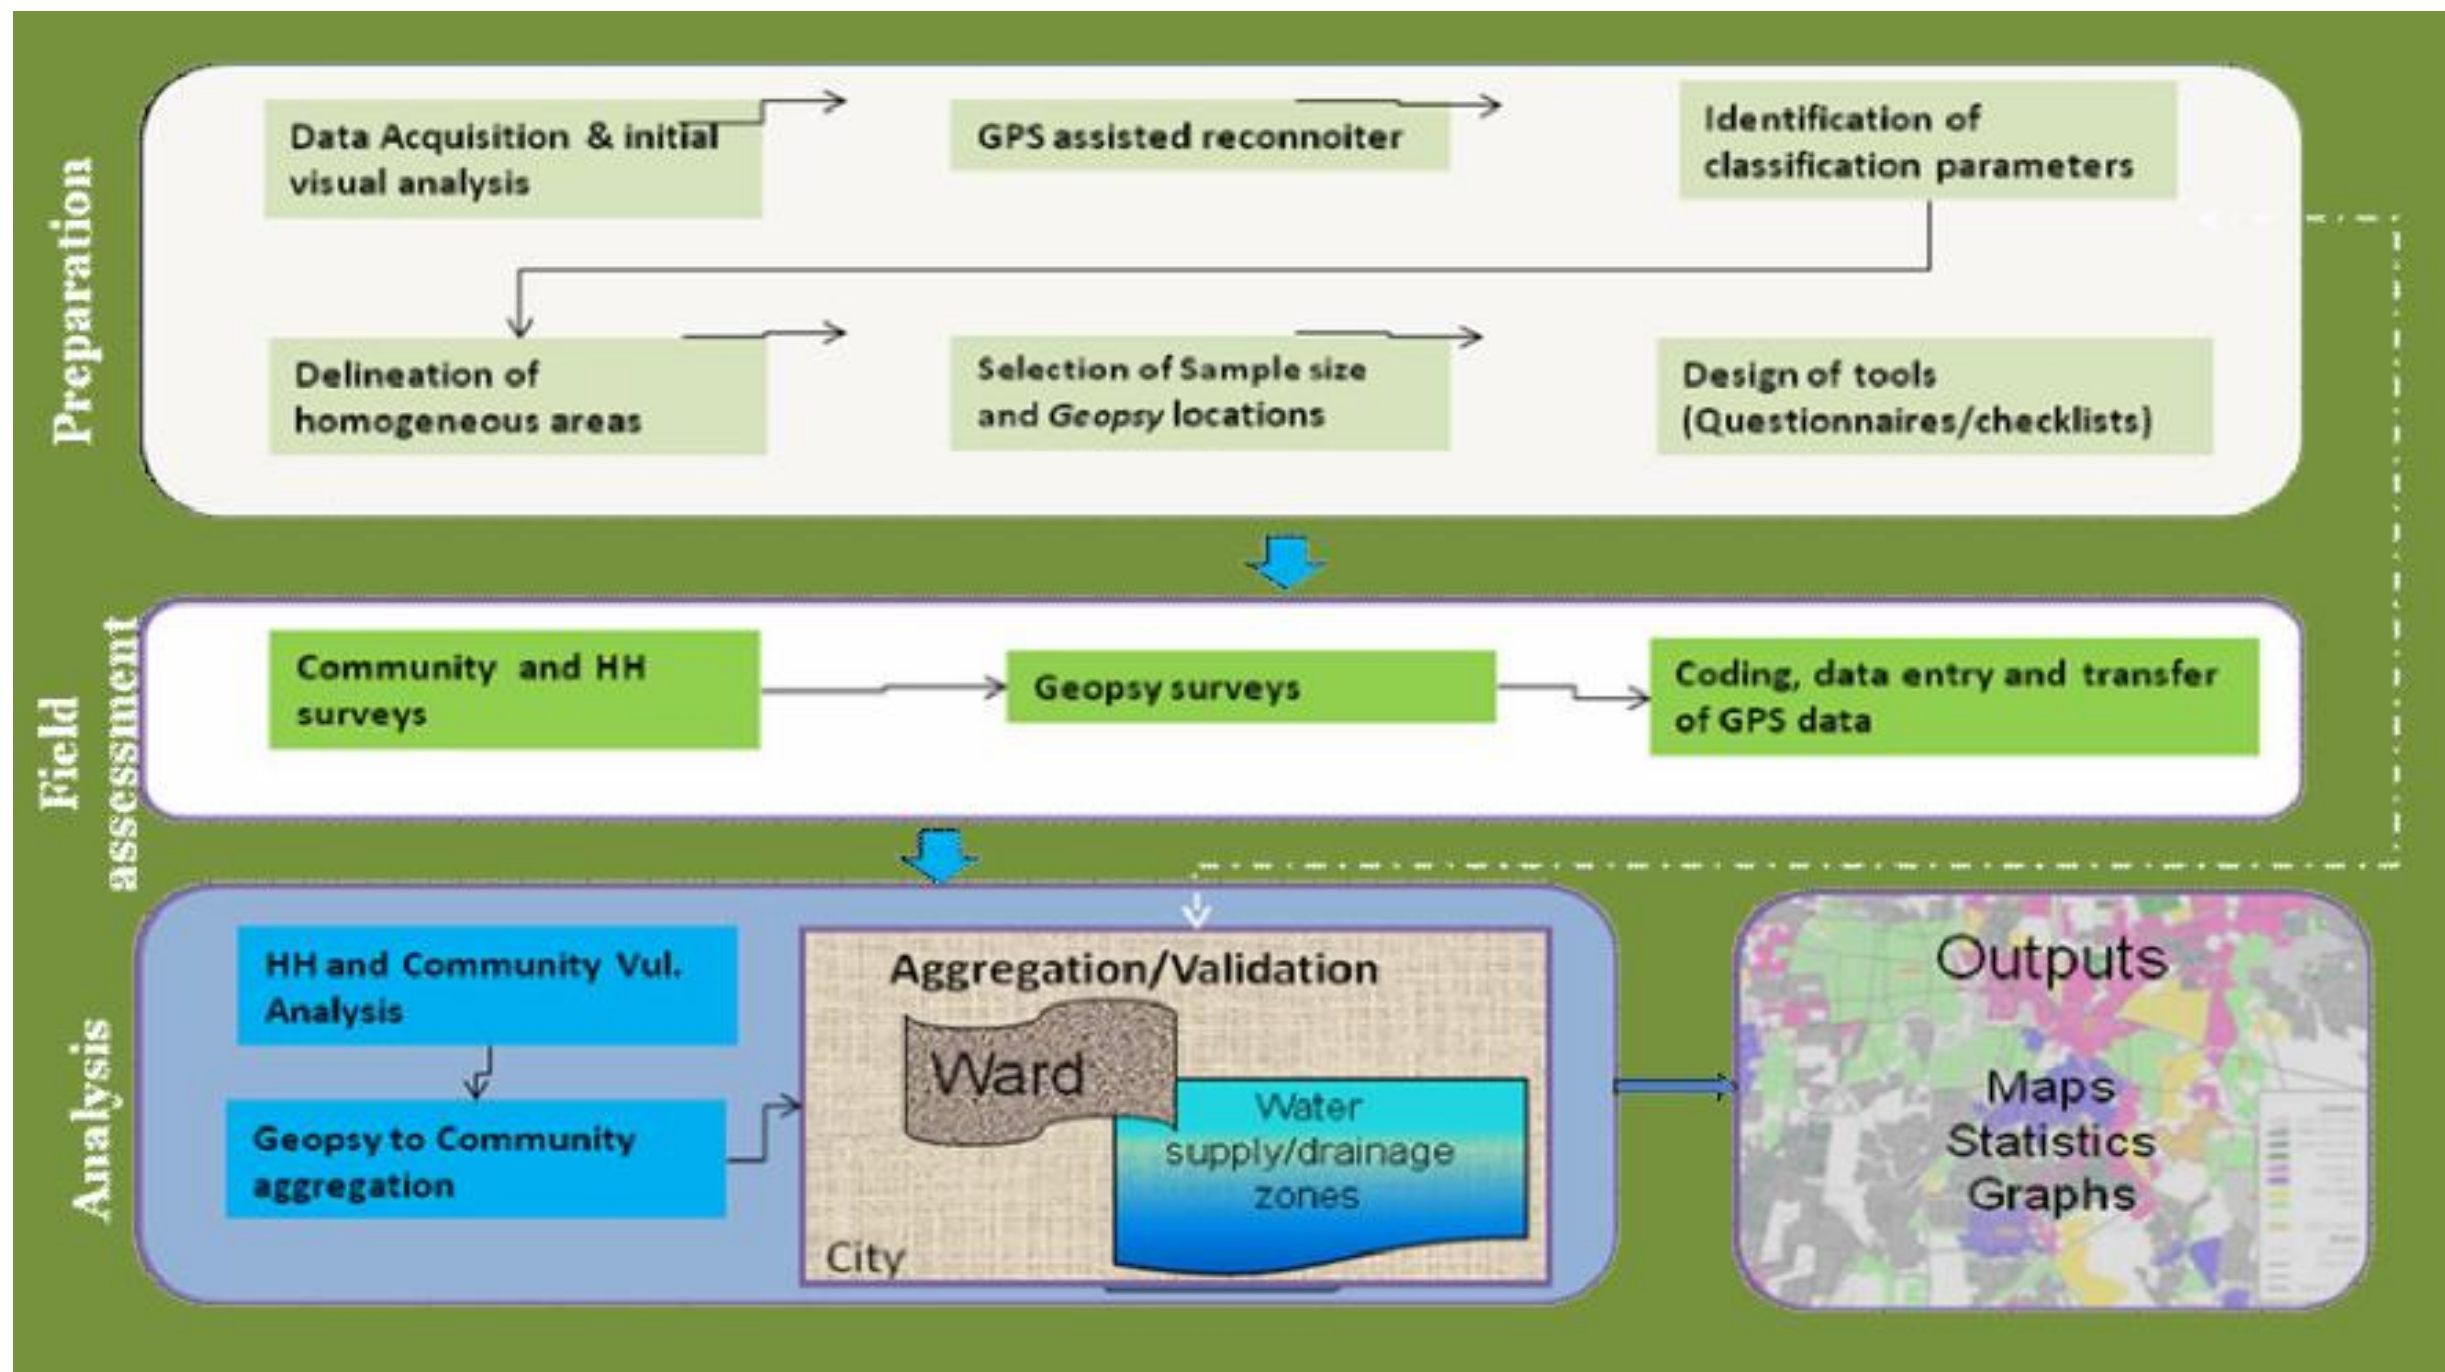 Preparation
Data Acquisition & initial
visual analysis
GPS assisted reconnoiter
Identification of
classification parameters
Delineation of
homogeneous areas
Selection of Sample size
and Geopsy locations
Design of tools
(Questionnaires/checklists)
Field
assessment
Community and HH
surveys
Geopsy surveys
Coding, data entry and transfer
of GPS data
Analysis
HH and Community Vul.
Analysis
Geopsy to Community
aggregation
Aggregation/Validation
Ward
Water
supply/drainage
zones
City
Outputs
Maps
Statistics
Graphs